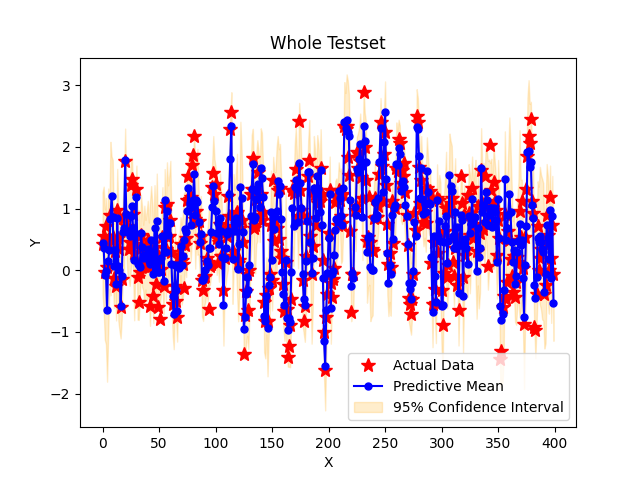 Whole Testset
Y
3
2
1
0
−1
−2
0
50
100
150
200
250
300
350
400
X
Actual Data
Predictive Mean
95% Confidence Interval